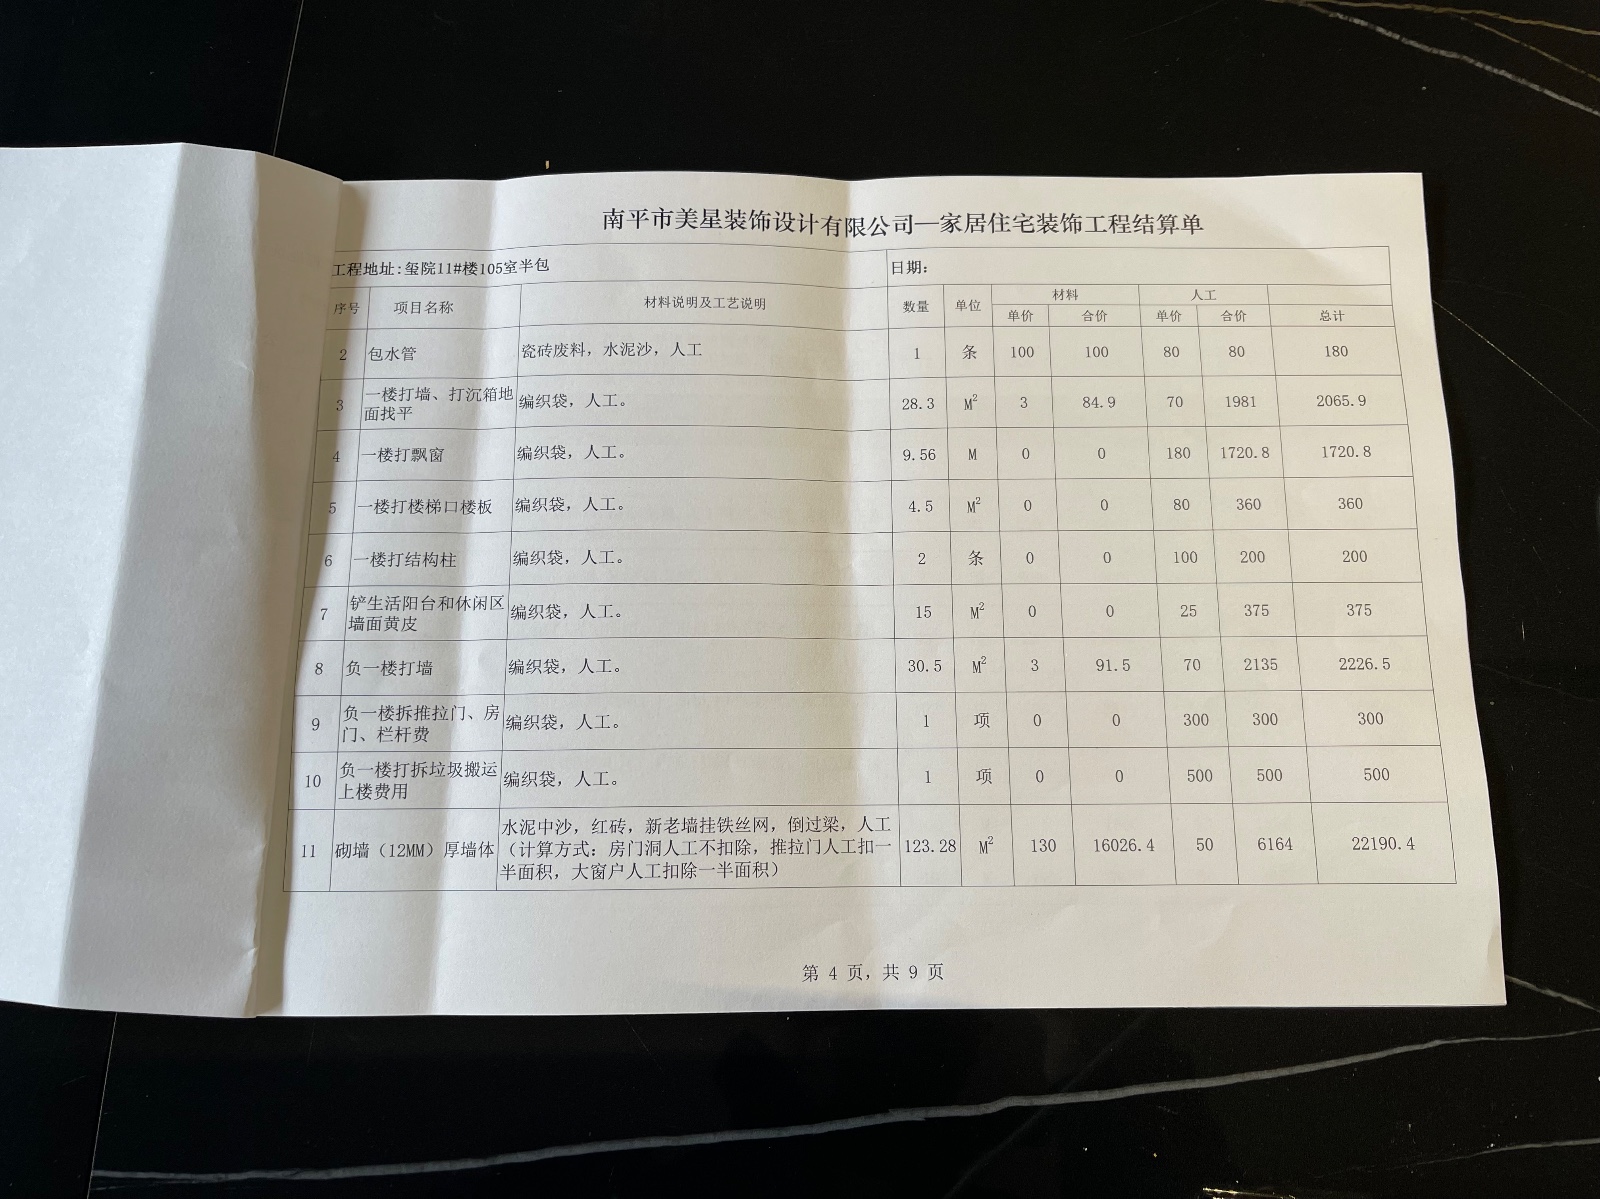 南平市美星装饰设计有限公司—家居住宅装饰工程结算单
工程地址:玺院11#楼105室半包 日期：
序号 项目名称 材料说明及工艺说明 数量 单位 材料 人工
单价 合价 单价 合价 总计
2 包水管 瓷砖废料，水泥沙，人工 1 条 100 100 80 80 180
3 一楼打墙、打沉箱地
面找平 编织袋，人工。 28.3 M² 3 84.9 70 1981 2065.9
4 一楼打飘窗 编织袋，人工。 9.56 M 0 0 180 1720.8 1720.8
5 一楼打楼梯口楼板 编织袋，人工。 4.5 M² 0 0 80 360 360
6 一楼打结构柱 编织袋，人工。 2 条 0 0 100 200 200
7 铲生活阳台和休闲区
墙面黄皮 编织袋，人工。 15 M² 0 0 25 375 375
8 负一楼打墙 编织袋，人工。 30.5 M² 3 91.5 70 2135 2226.5
9 负一楼拆推拉门、房
门、栏杆费 编织袋，人工。 1 项 0 0 300 300 300
10 负一楼打拆垃圾搬运
上楼费用 编织袋，人工。 1 项 0 0 500 500 500
11 砌墙（12MM）厚墙体 水泥中沙，红砖，新老墙挂铁丝网，倒过梁，人工
（计算方式：房门洞人工不扣除，推拉门人工扣一
半面积，大窗户人工扣除一半面积） 123.28 M² 130 16026.4 50 6164 22190.4
第 4 页，共 9 页